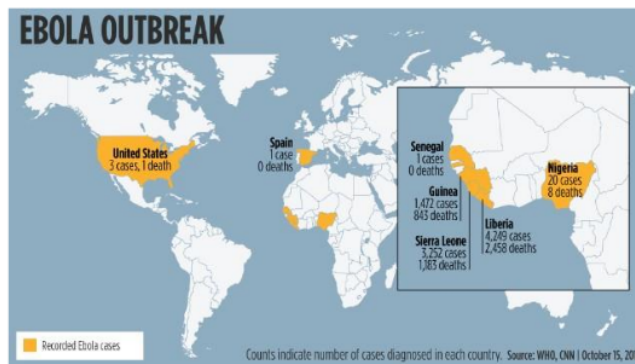 EBOLA OUTBREAK
United States
3 cases, 1 death
Spain
1 case
0 deaths
Senegal
1 cases
0 deaths
Nigeria
20 cases
8 deaths
Guinea
1,472 cases
843 deaths
Liberia
4,249 cases
2,458 deaths
Sierra Leone
3,252 cases
1,183 deaths
Recorded Ebola cases
Counts indicate number of cases diagnosed in each country. Source: WHO, CNN | October 15, 201